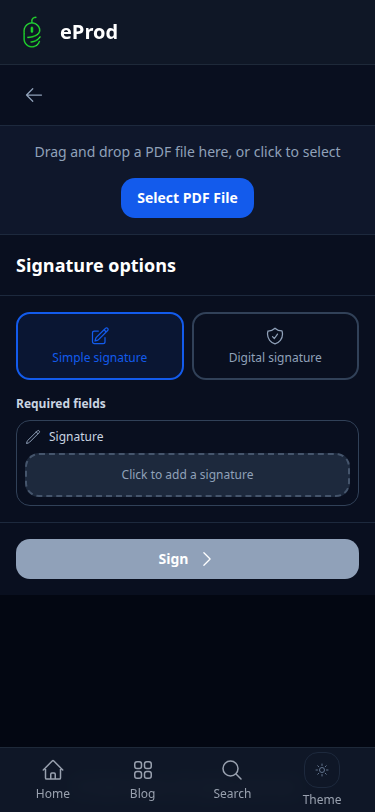 eProd
Drag and drop a PDF file here, or click to select
Select PDF File
Signature options
Simple signature
Digital signature
Required fields
Signature
Click to add a signature
Sign
Home
Blog
Search
Theme